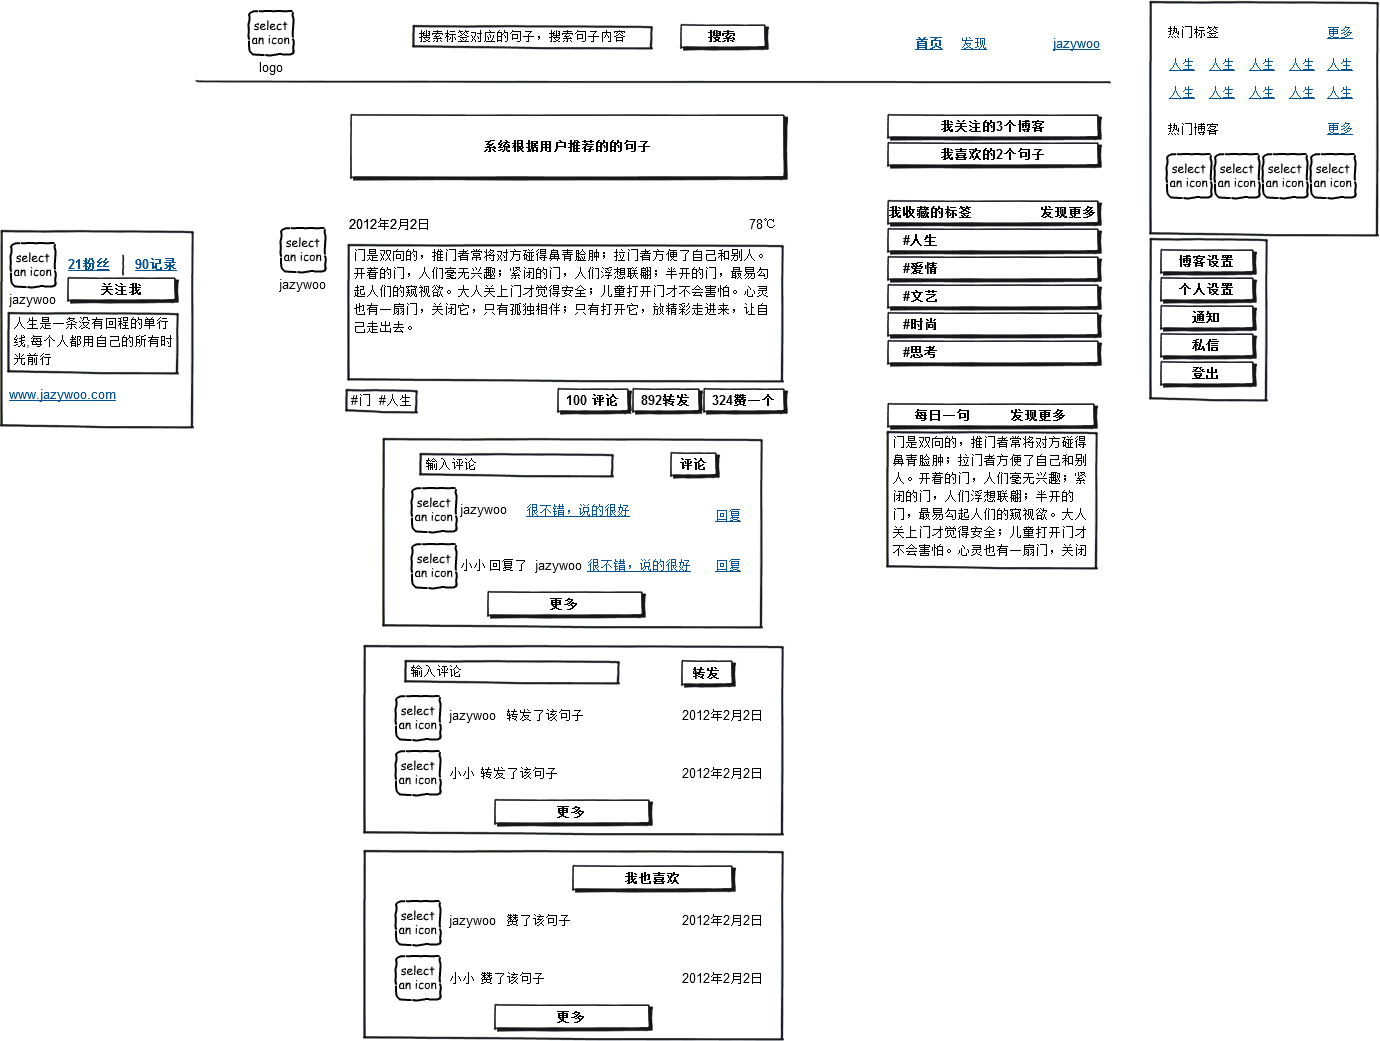 select
an icon
logo
搜索标签对应的句子，搜索句子内容
搜索
首页
发现
jazywoo
热门标签
更多
人生 人生 人生 人生 人生
人生 人生 人生 人生 人生
热门博客
更多
select
an icon
select
an icon
select
an icon
select
an icon
博客设置
个人设置
通知
私信
登出
系统根据用户推荐的的句子
我关注的3个博客
我喜欢的2个句子
我收藏的标签
发现更多
#人生
#爱情
#文艺
#时尚
#思考
每日一句
发现更多
门是双向的，推门者常将对方碰得
鼻青脸肿；拉门者方便了自己和别
人。开着的门，人们毫无兴趣；紧
闭的门，人们浮想联翩；半开的
门，最易勾起人们的窥视欲。大人
关上门才觉得安全；儿童打开门才
不会害怕。心灵也有一扇门，关闭
select
an icon
jazywoo
21粉丝
90记录
关注我
人生是一条没有回程的单行
线,每个人都用自己的所有时
光前行
www.jazywoo.com
select
an icon
jazywoo
2012年2月2日
78℃
门是双向的，推门者常将对方碰得鼻青脸肿；拉门者方便了自己和别人。
开着的门，人们毫无兴趣；紧闭的门，人们浮想联翩；半开的门，最易勾
起人们的窥视欲。大人关上门才觉得安全；儿童打开门才不会害怕。心灵
也有一扇门，关闭它，只有孤独相伴；只有打开它，放精彩走进来，让自
己走出去。
#门 #人生
100 评论
892转发
324赞一个
输入评论
评论
select
an icon
jazywoo 很不错，说的很好 回复
select
an icon
小小 回复了 jazywoo 很不错，说的很好 回复
更多
输入评论
转发
select
an icon
jazywoo 转发了该句子 2012年2月2日
select
an icon
小小 转发了该句子 2012年2月2日
更多
我也喜欢
select
an icon
jazywoo 赞了该句子 2012年2月2日
select
an icon
小小 赞了该句子 2012年2月2日
更多